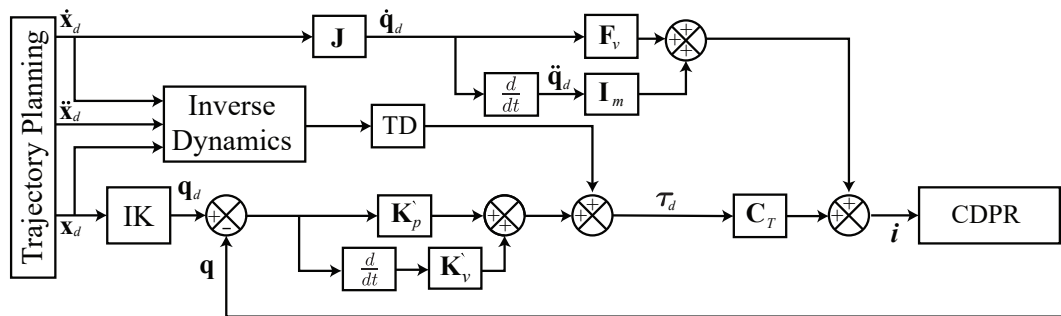 Trajectory Planning
ẋ_d
ẍ_d
x_d
J
q̇_d
F_v
+ + +
d/dt
q̈_d
I_m
Inverse
Dynamics
TD
IK
q_d
+ −
q
K`_p
d/dt
K`_v
+ +
+ +
τ_d
C_T
+ +
i
CDPR